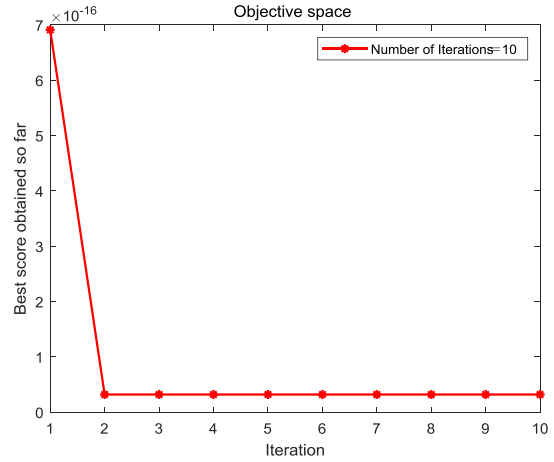 Objective space
×10⁻¹⁶
Number of Iterations=10
Best score obtained so far
7
6
5
4
3
2
1
0
1 2 3 4 5 6 7 8 9 10
Iteration